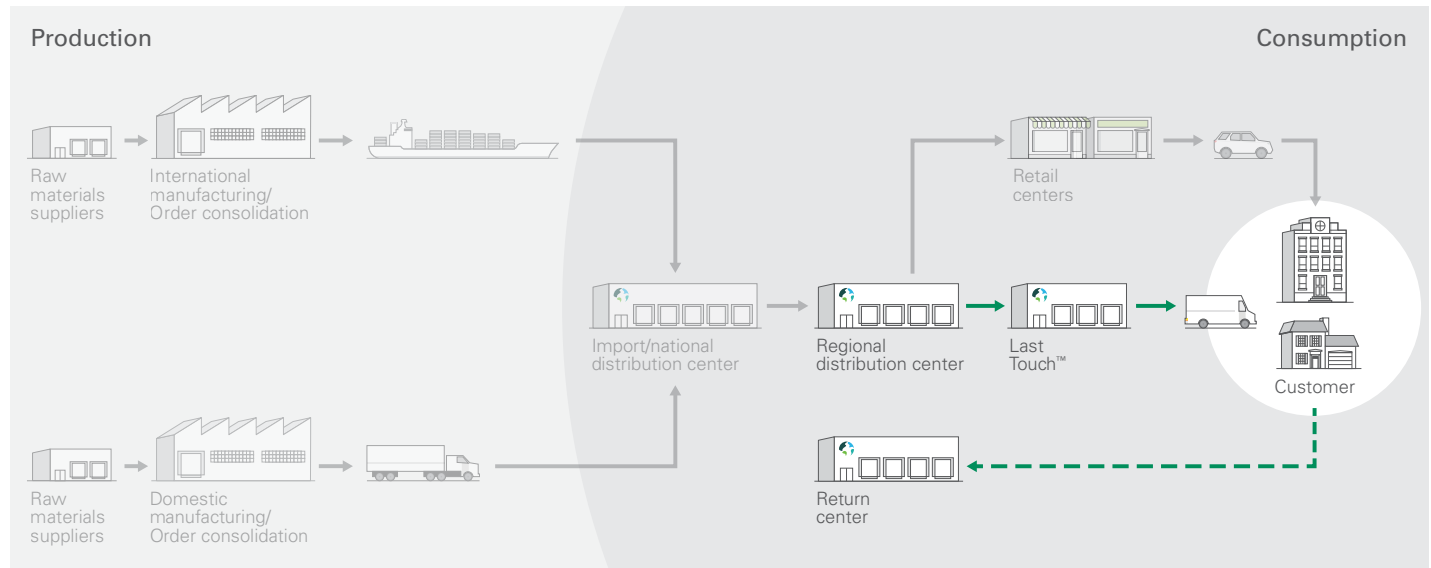 Production
Consumption
Raw
materials
suppliers
International
manufacturing/
Order consolidation
Retail
centers
Import/national
distribution center
Regional
distribution center
Last
Touch™
Customer
Raw
materials
suppliers
Domestic
manufacturing/
Order consolidation
Return
center